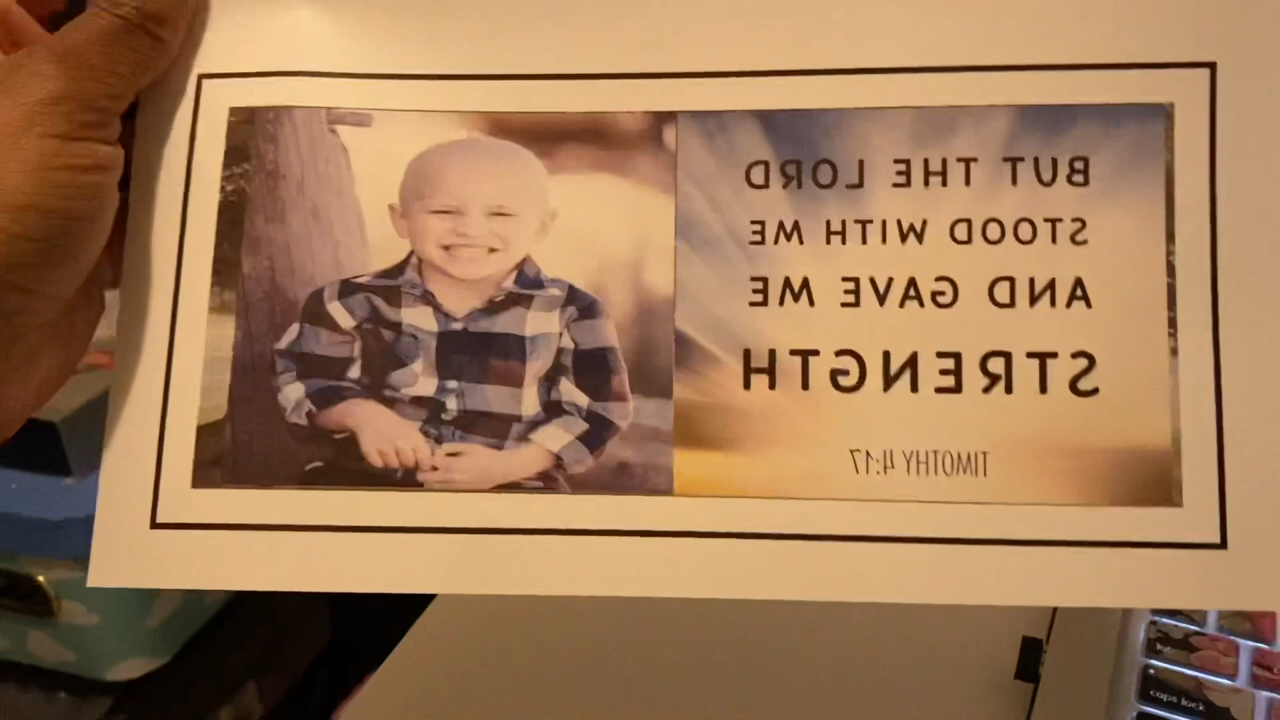 BUT THE LORD
STOOD WITH ME
AND GAVE ME
STRENGTH
TIMOTHY 4:17
caps lock